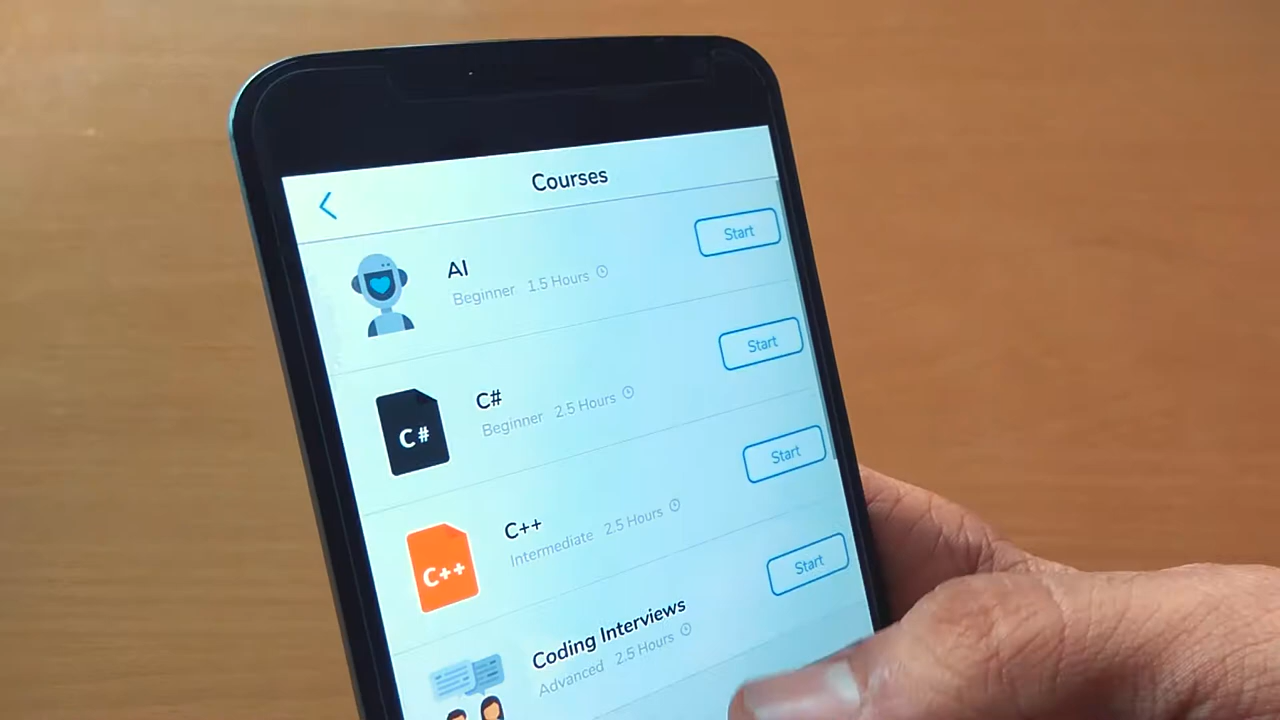 Courses
AI
Beginner 1.5 Hours
Start
C#
C#
Beginner 2.5 Hours
Start
C++
C++
Intermediate 2.5 Hours
Start
Coding Interviews
Advanced 2.5 Hours
Start